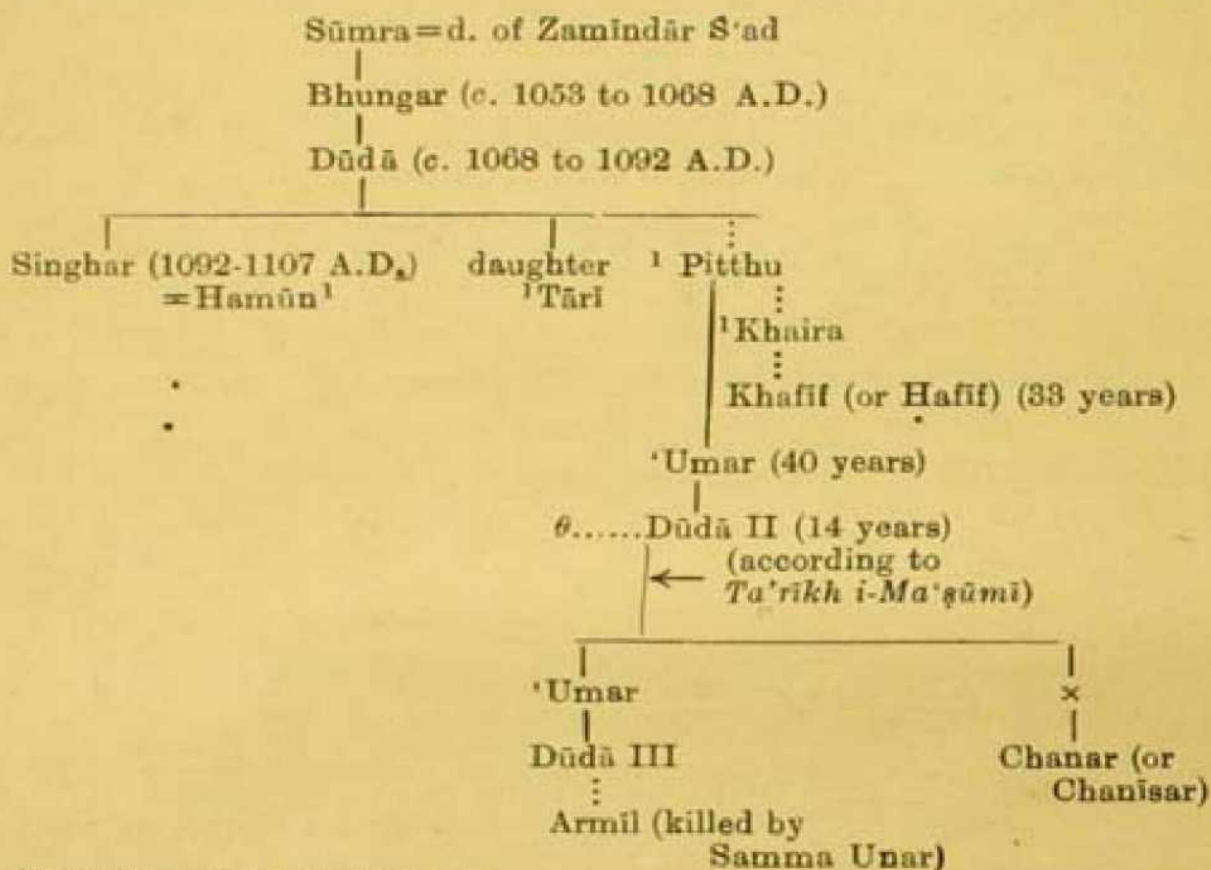 Sūmra=d. of Zamīndār S‘ad
Bhungar (c. 1053 to 1068 A.D.)
Dūdā (c. 1068 to 1092 A.D.)
Singhar (1092-1107 A.D.) daughter ¹ Pitthu
=Hamūn¹ ¹Tārī
¹Khaira
Khafīf (or Ḥafīf) (33 years)
‘Umar (40 years)
θ......Dūdā II (14 years)
(according to
Ta’rīkh i-Ma‘ṣūmī)
‘Umar ×
Dūdā III Chanar (or
Chanīsar)
Armīl (killed by
Samma Unar)